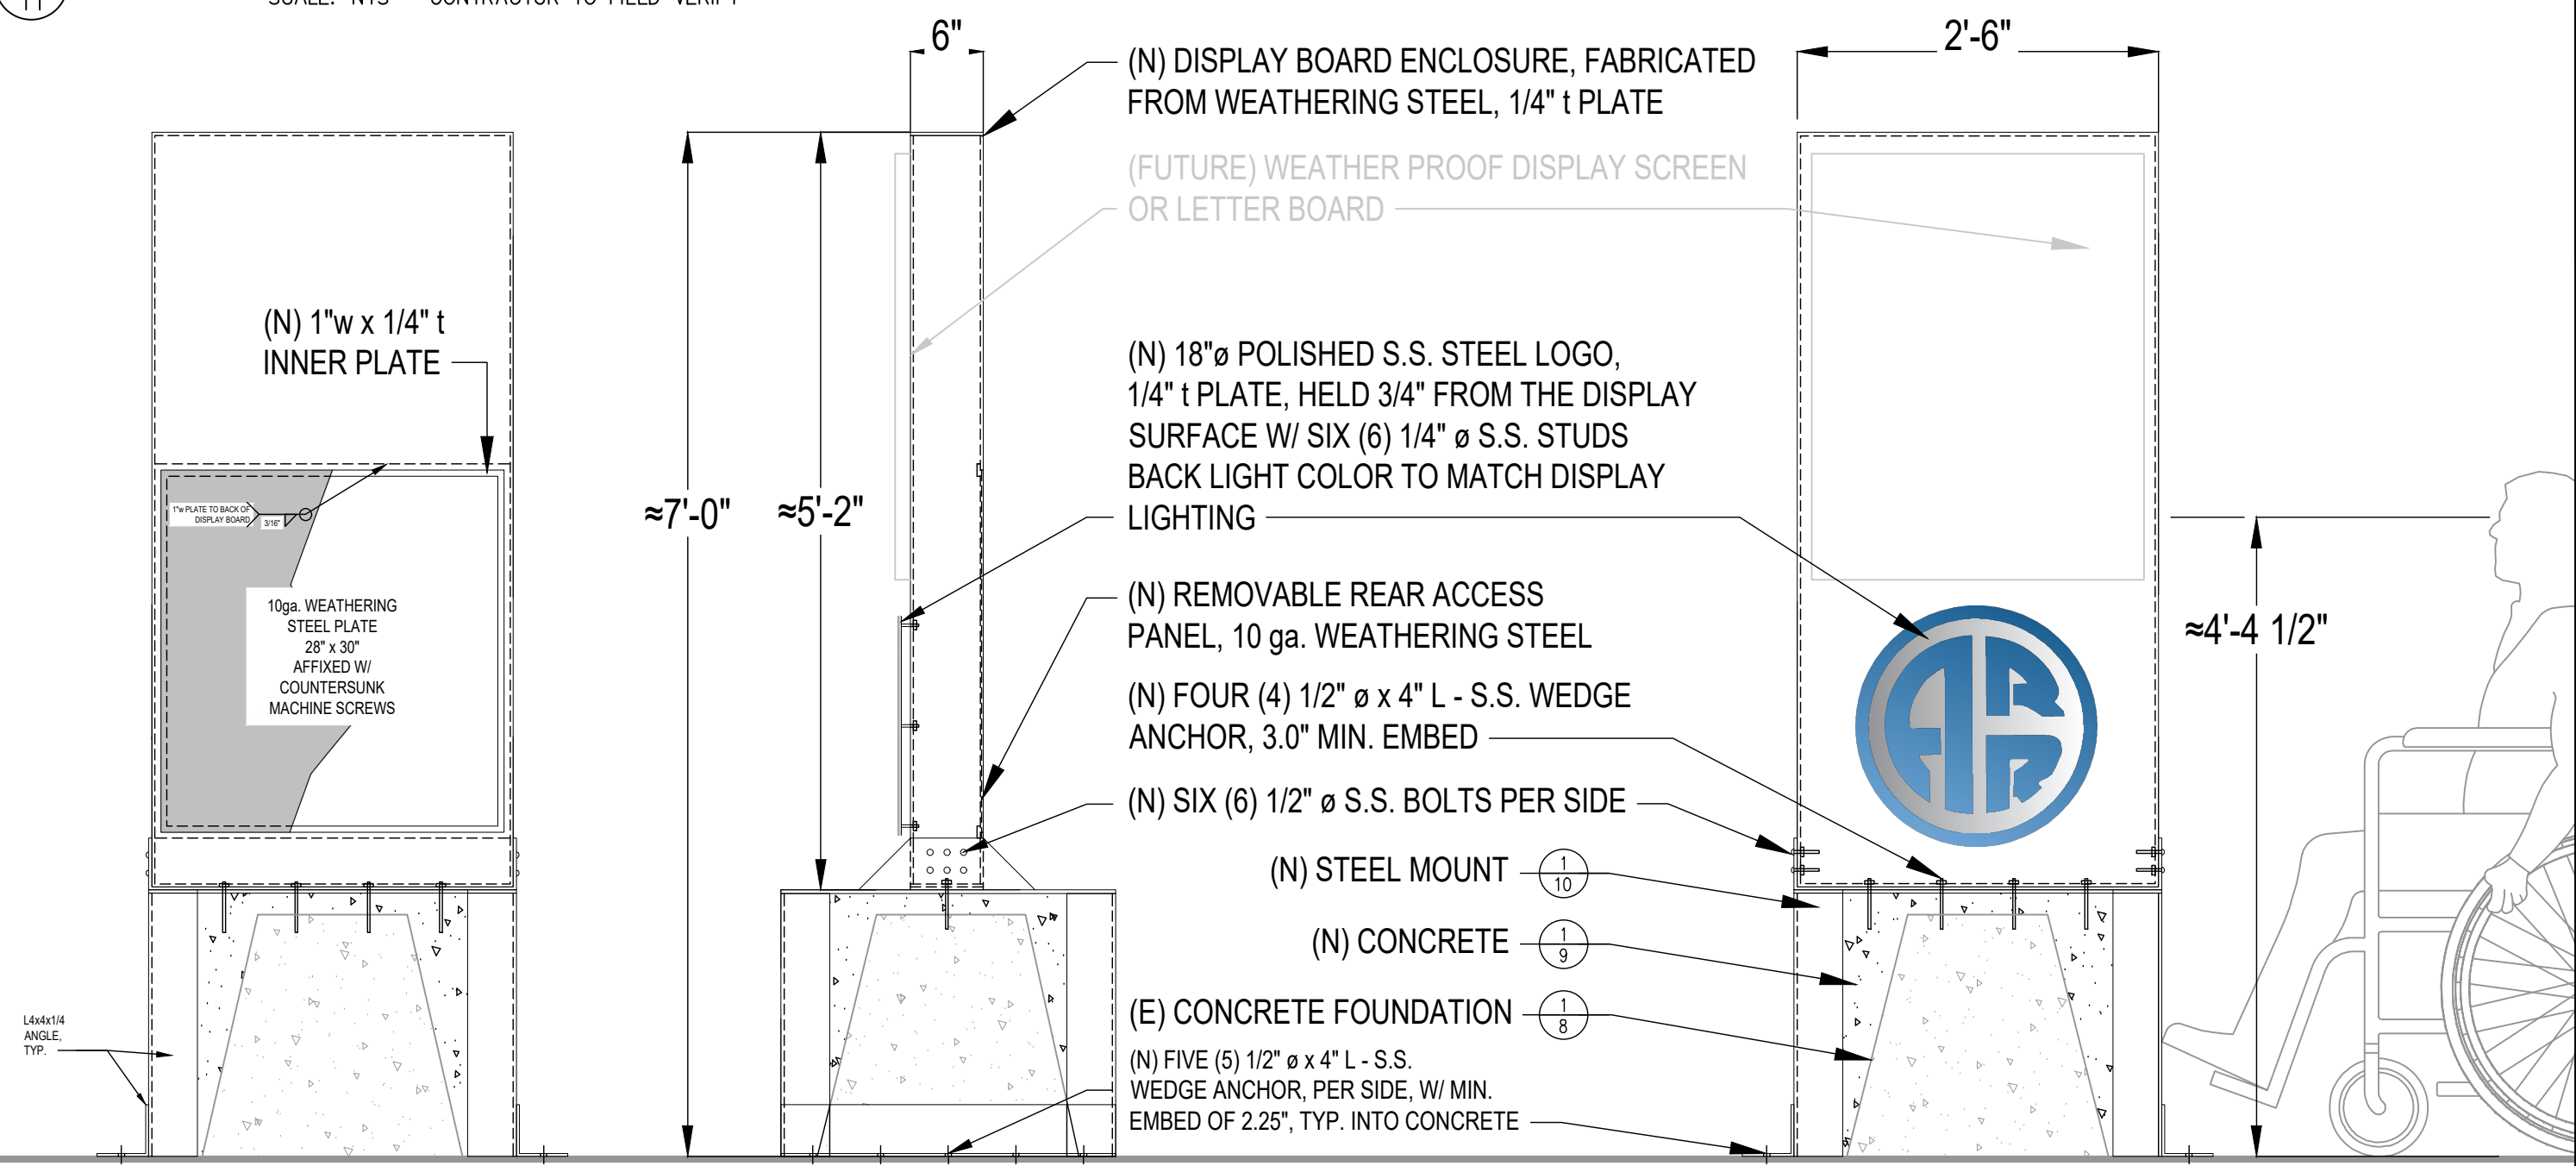 11
SCALE: NTS CONTRACTOR TO FIELD VERIFY
6"
2'-6"
(N) DISPLAY BOARD ENCLOSURE, FABRICATED
FROM WEATHERING STEEL, 1/4" t PLATE
(FUTURE) WEATHER PROOF DISPLAY SCREEN
OR LETTER BOARD
(N) 1"w x 1/4" t
INNER PLATE
(N) 18"ø POLISHED S.S. STEEL LOGO,
1/4" t PLATE, HELD 3/4" FROM THE DISPLAY
SURFACE W/ SIX (6) 1/4" ø S.S. STUDS
BACK LIGHT COLOR TO MATCH DISPLAY
LIGHTING
≈7'-0"
≈5'-2"
1"w PLATE TO BACK OF
DISPLAY BOARD
3/16"
10ga. WEATHERING
STEEL PLATE
28" x 30"
AFFIXED W/
COUNTERSUNK
MACHINE SCREWS
(N) REMOVABLE REAR ACCESS
PANEL, 10 ga. WEATHERING STEEL
≈4'-4 1/2"
(N) FOUR (4) 1/2" ø x 4" L - S.S. WEDGE
ANCHOR, 3.0" MIN. EMBED
(N) SIX (6) 1/2" ø S.S. BOLTS PER SIDE
(N) STEEL MOUNT
1
10
(N) CONCRETE
1
9
(E) CONCRETE FOUNDATION
1
8
(N) FIVE (5) 1/2" ø x 4" L - S.S.
WEDGE ANCHOR, PER SIDE, W/ MIN.
EMBED OF 2.25", TYP. INTO CONCRETE
L4x4x1/4
ANGLE,
TYP.